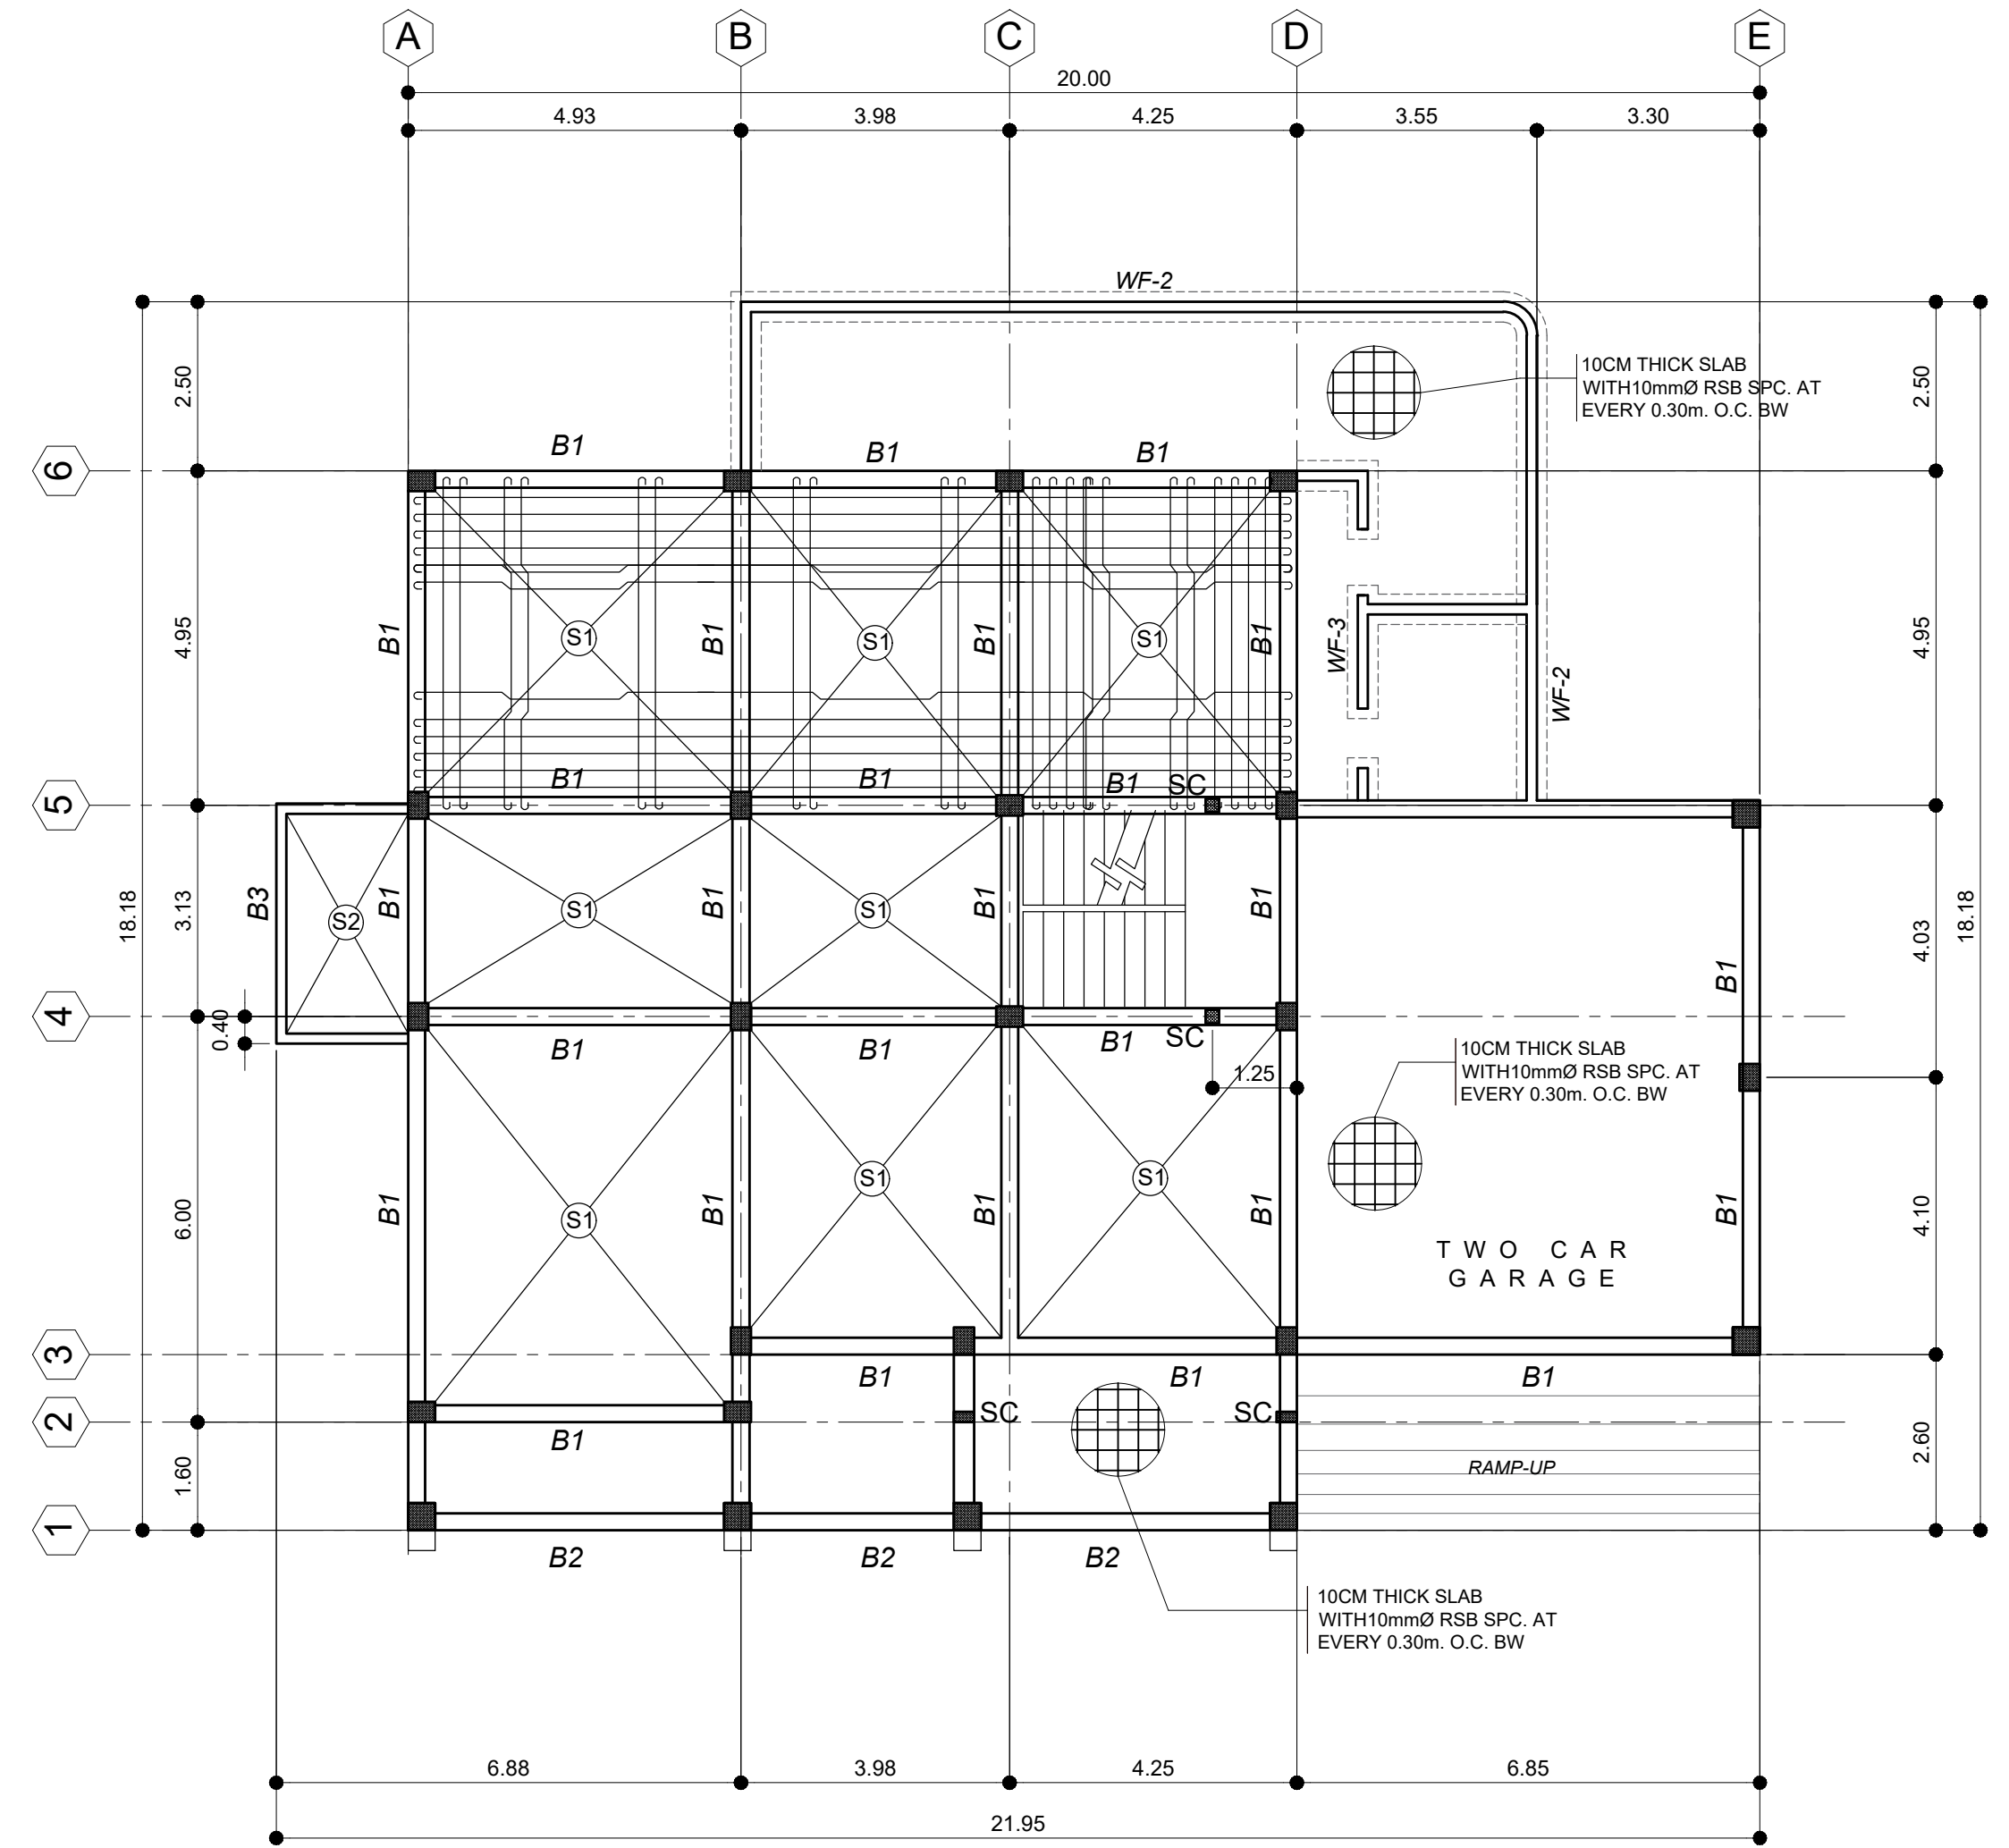 A B C D E
20.00
4.93 3.98 4.25 3.55 3.30
WF-2
10CM THICK SLAB
WITH10mmØ RSB SPC. AT
EVERY 0.30m. O.C. BW
2.50 2.50
B1 B1 B1
6
4.95 B1 S1 B1 S1 B1 S1 B1 WF-3 4.95
WF-2
B1 B1 B1 SC
5
18.18 3.13 B3 S2 B1 S1 B1 S1 B1 B1 4.03 18.18
B1
4
0.40
B1 B1 B1 SC
1.25
10CM THICK SLAB
WITH10mmØ RSB SPC. AT
EVERY 0.30m. O.C. BW
6.00 B1 S1 B1 S1 B1 S1 B1 B1 4.10
TWO CAR
GARAGE
3
B1 B1 B1
2
SC SC
B1
1.60 2.60
RAMP-UP
1
B2 B2 B2
10CM THICK SLAB
WITH10mmØ RSB SPC. AT
EVERY 0.30m. O.C. BW
6.88 3.98 4.25 6.85
21.95